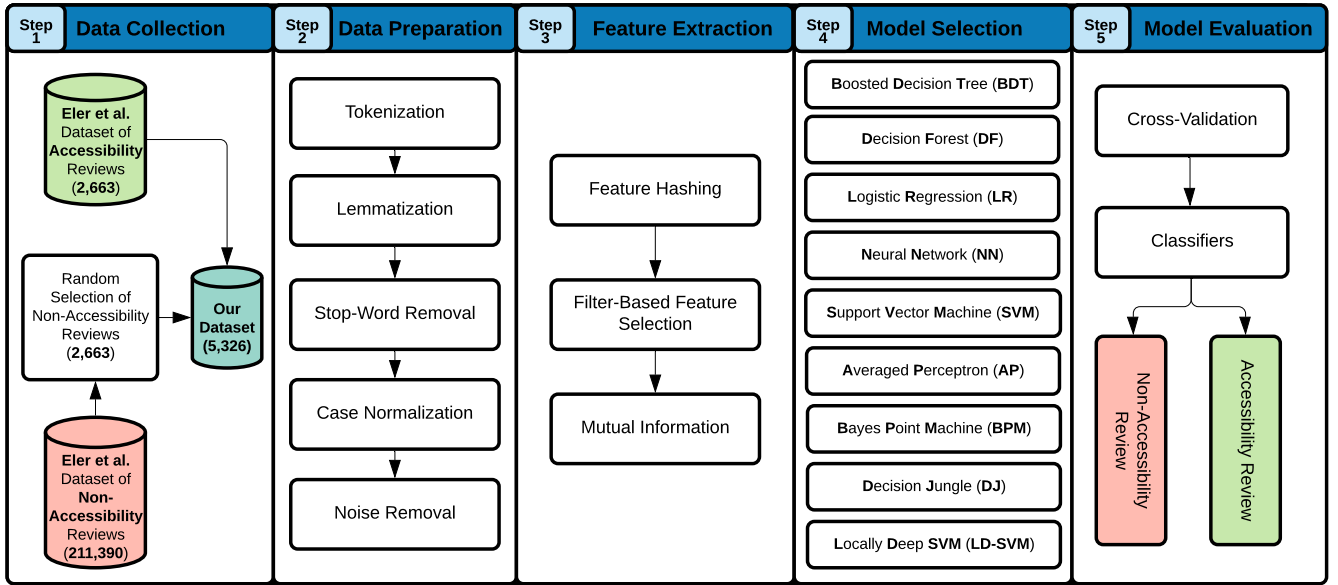 Step
1
Data Collection
Eler et al.
Dataset of
Accessibility
Reviews
(2,663)
Random
Selection of
Non-Accessibility
Reviews
(2,663)
Our
Dataset
(5,326)
Eler et al.
Dataset of
Non-
Accessibility
Reviews
(211,390)
Step
2
Data Preparation
Tokenization
Lemmatization
Stop-Word Removal
Case Normalization
Noise Removal
Step
3
Feature Extraction
Feature Hashing
Filter-Based Feature
Selection
Mutual Information
Step
4
Model Selection
Boosted Decision Tree (BDT)
Decision Forest (DF)
Logistic Regression (LR)
Neural Network (NN)
Support Vector Machine (SVM)
Averaged Perceptron (AP)
Bayes Point Machine (BPM)
Decision Jungle (DJ)
Locally Deep SVM (LD-SVM)
Step
5
Model Evaluation
Cross-Validation
Classifiers
Non-Accessibility
Review
Accessibility Review